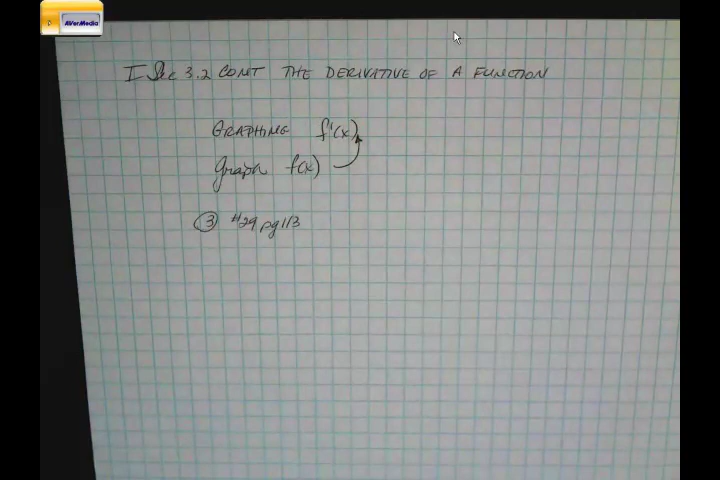 AVerMedia
I Sec 3.2 CONT THE DERIVATIVE OF A FUNCTION
GRAPHING f'(x)
Graph f(x)
③ #29 pg 113